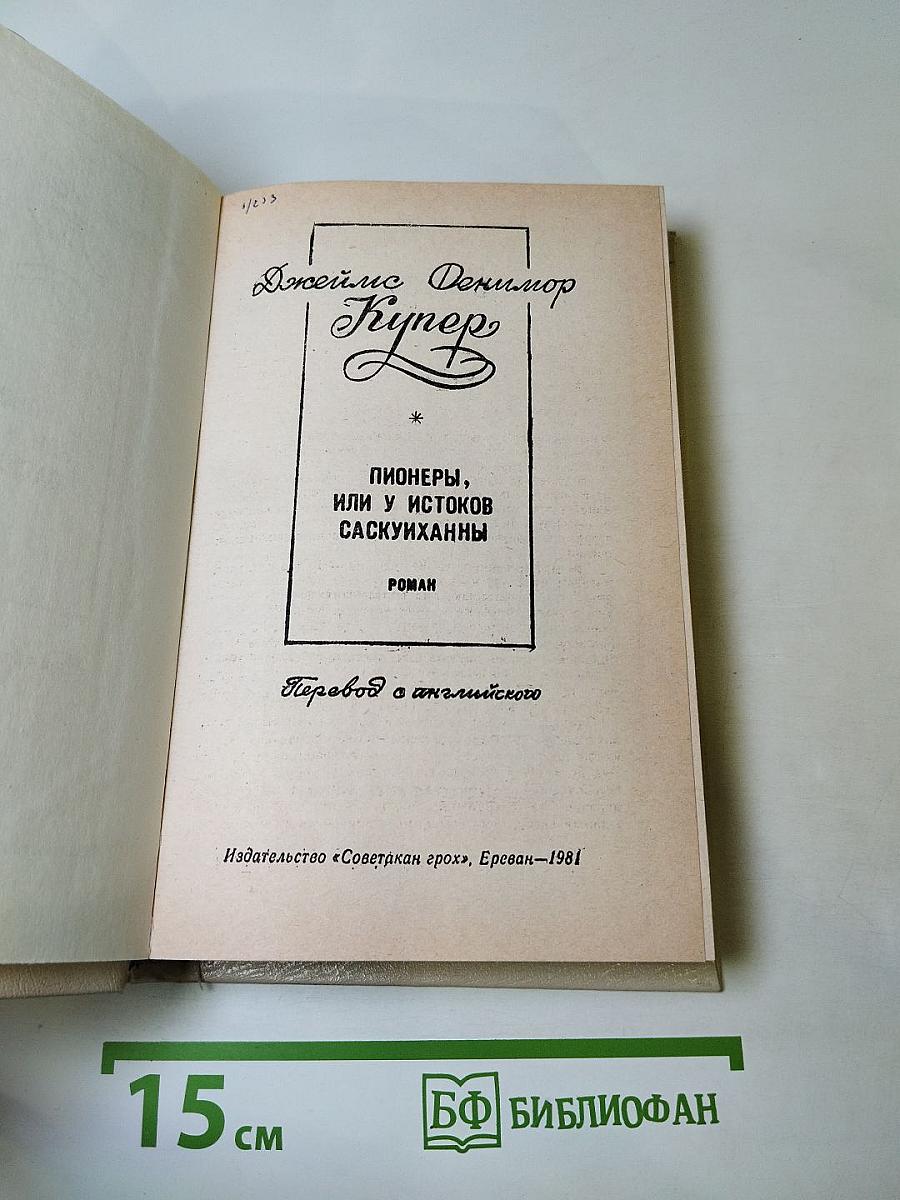 Джеймс Фенимор
Купер
*
ПИОНЕРЫ,
ИЛИ У ИСТОКОВ
САСКУИХАННЫ
РОМАН
Перевод с английского
Издательство «Советакан грох», Ереван—1981
15 см
БФ БИБЛИОФАН